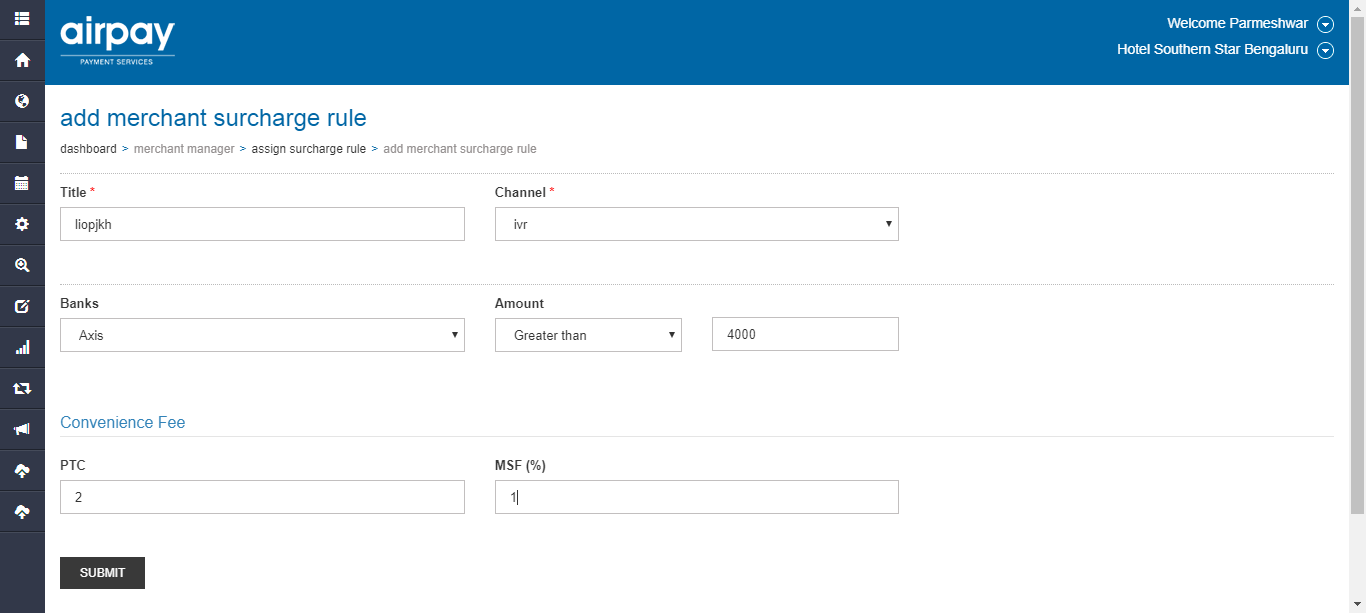 airpay
PAYMENT SERVICES
Welcome Parmeshwar
Hotel Southern Star Bengaluru
add merchant surcharge rule
dashboard > merchant manager > assign surcharge rule > add merchant surcharge rule
Title * Channel *
liopjkh ivr
Banks Amount
Axis Greater than 4000
Convenience Fee
PTC MSF (%)
2 1
SUBMIT